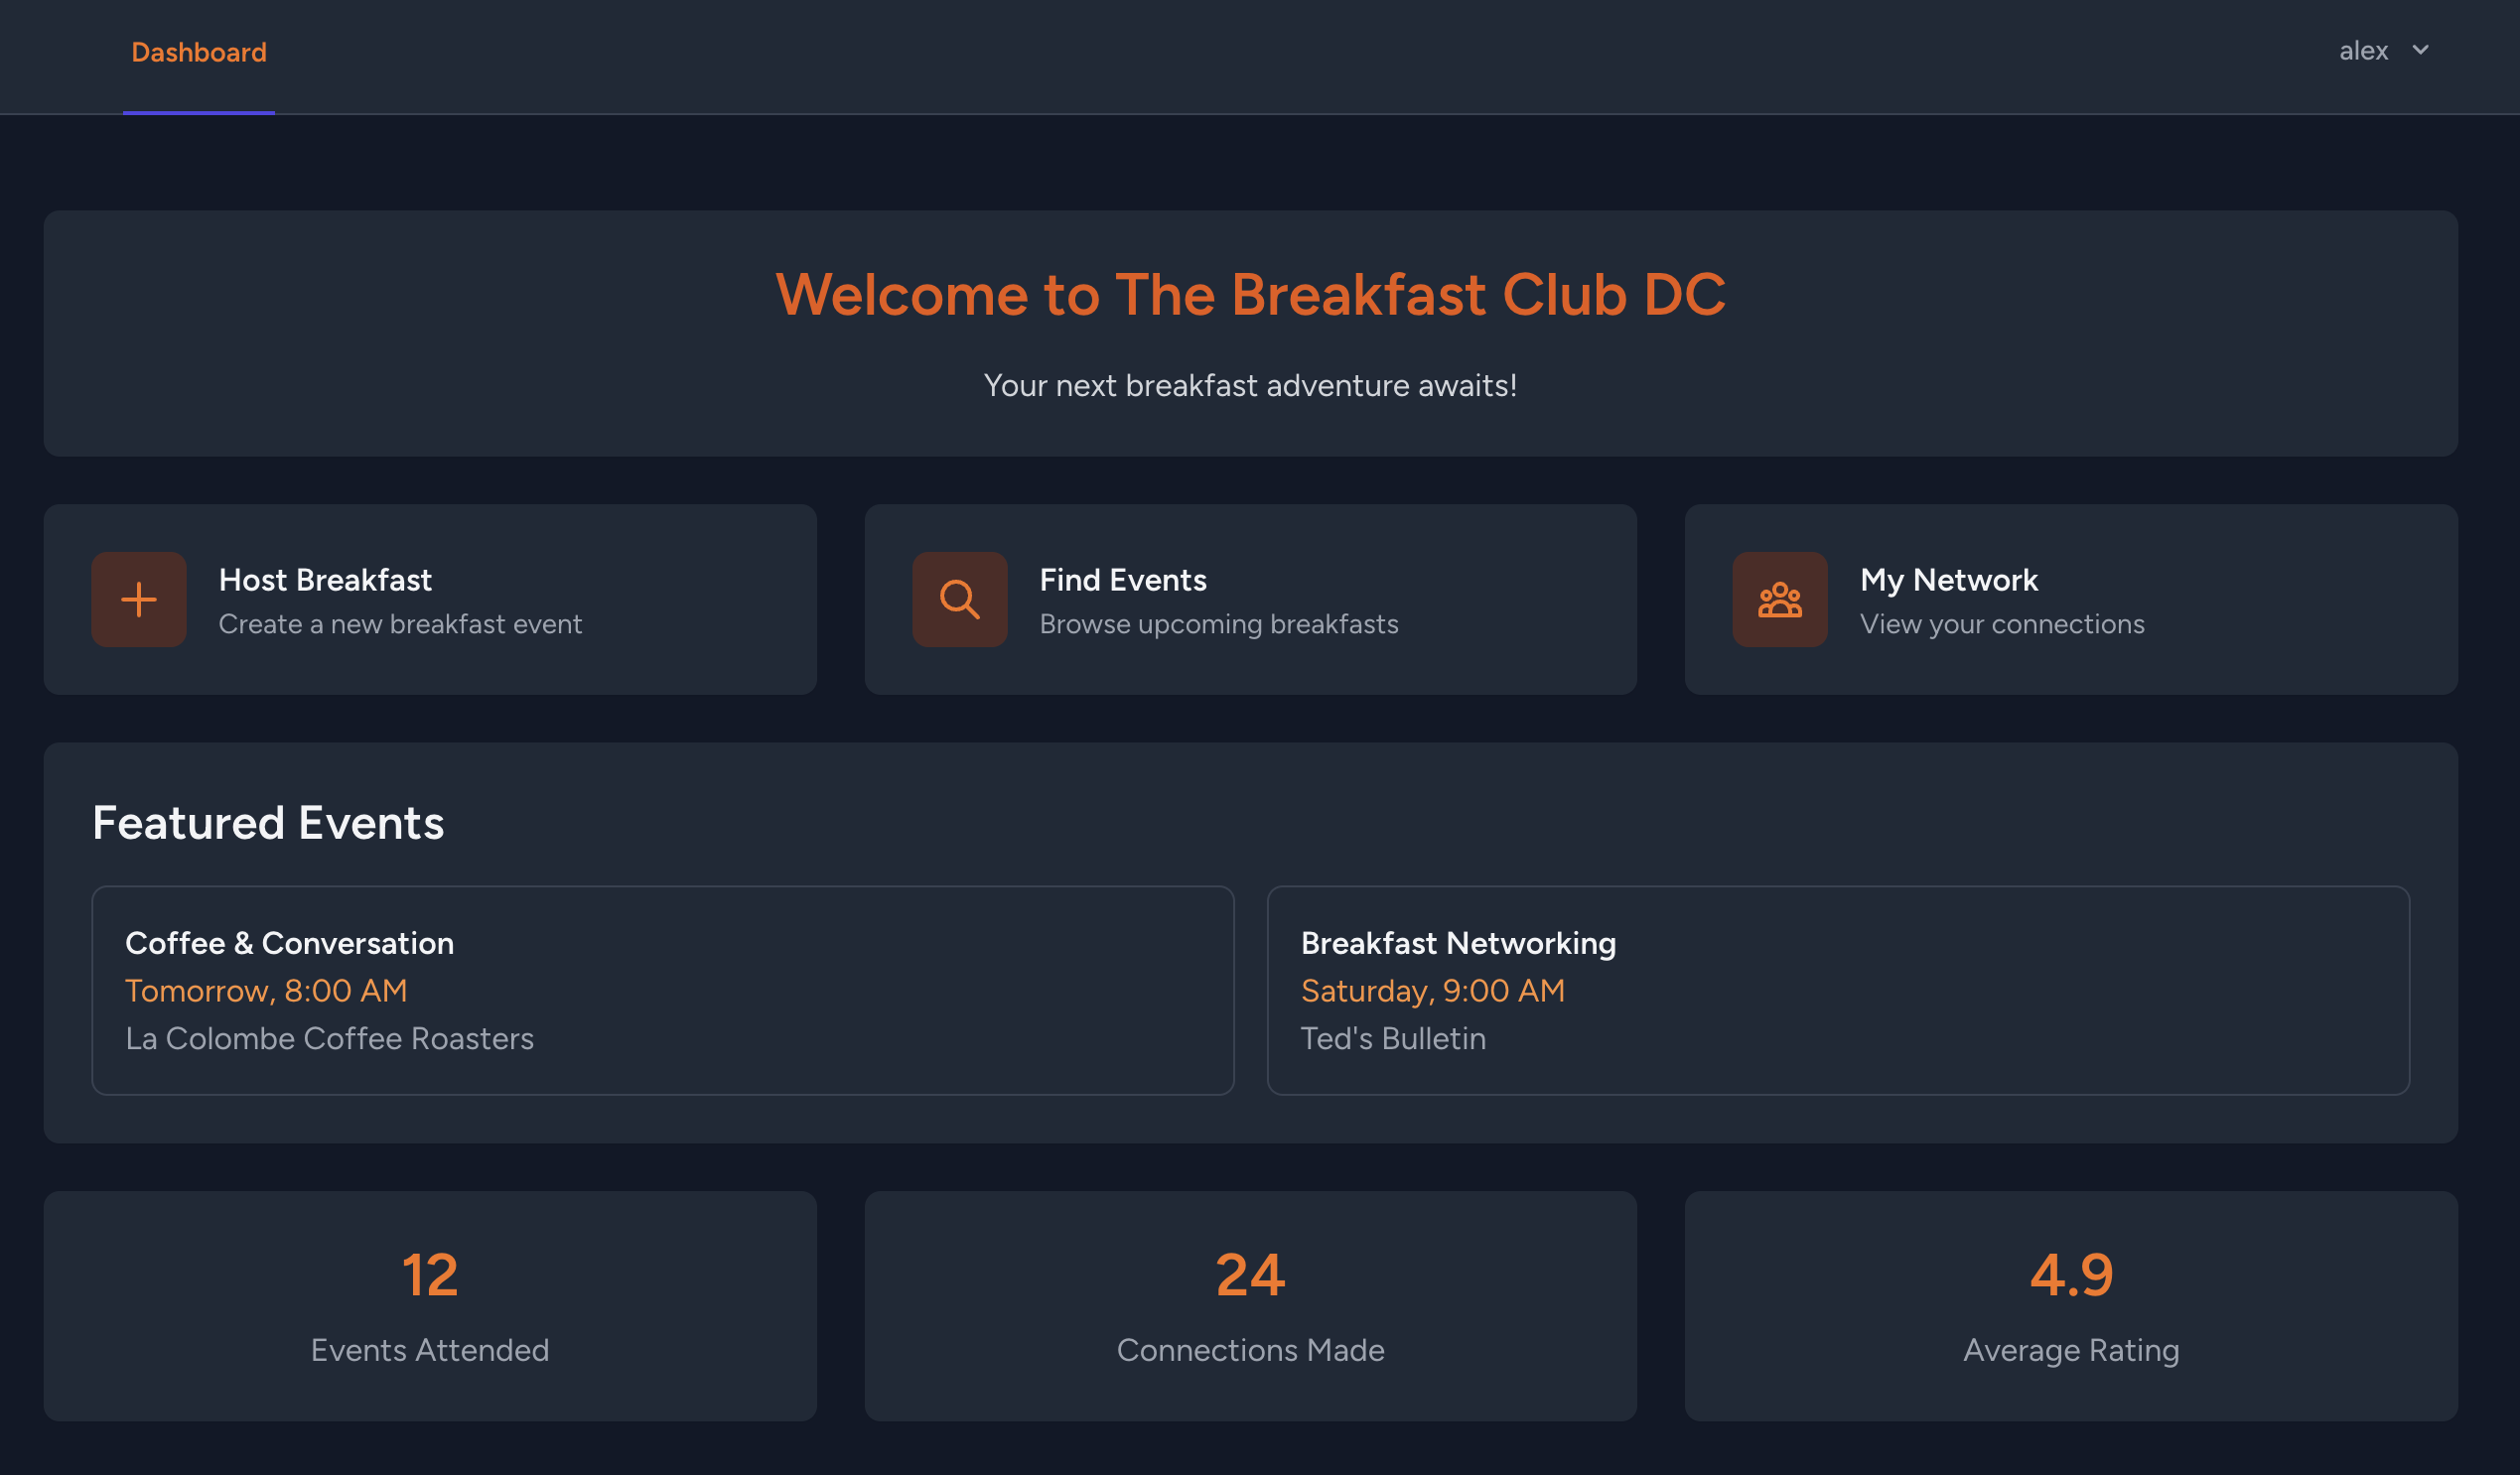 Dashboard
alex
Welcome to The Breakfast Club DC
Your next breakfast adventure awaits!
Host Breakfast
Create a new breakfast event
Find Events
Browse upcoming breakfasts
My Network
View your connections
Featured Events
Coffee & Conversation
Tomorrow, 8:00 AM
La Colombe Coffee Roasters
Breakfast Networking
Saturday, 9:00 AM
Ted's Bulletin
12
Events Attended
24
Connections Made
4.9
Average Rating